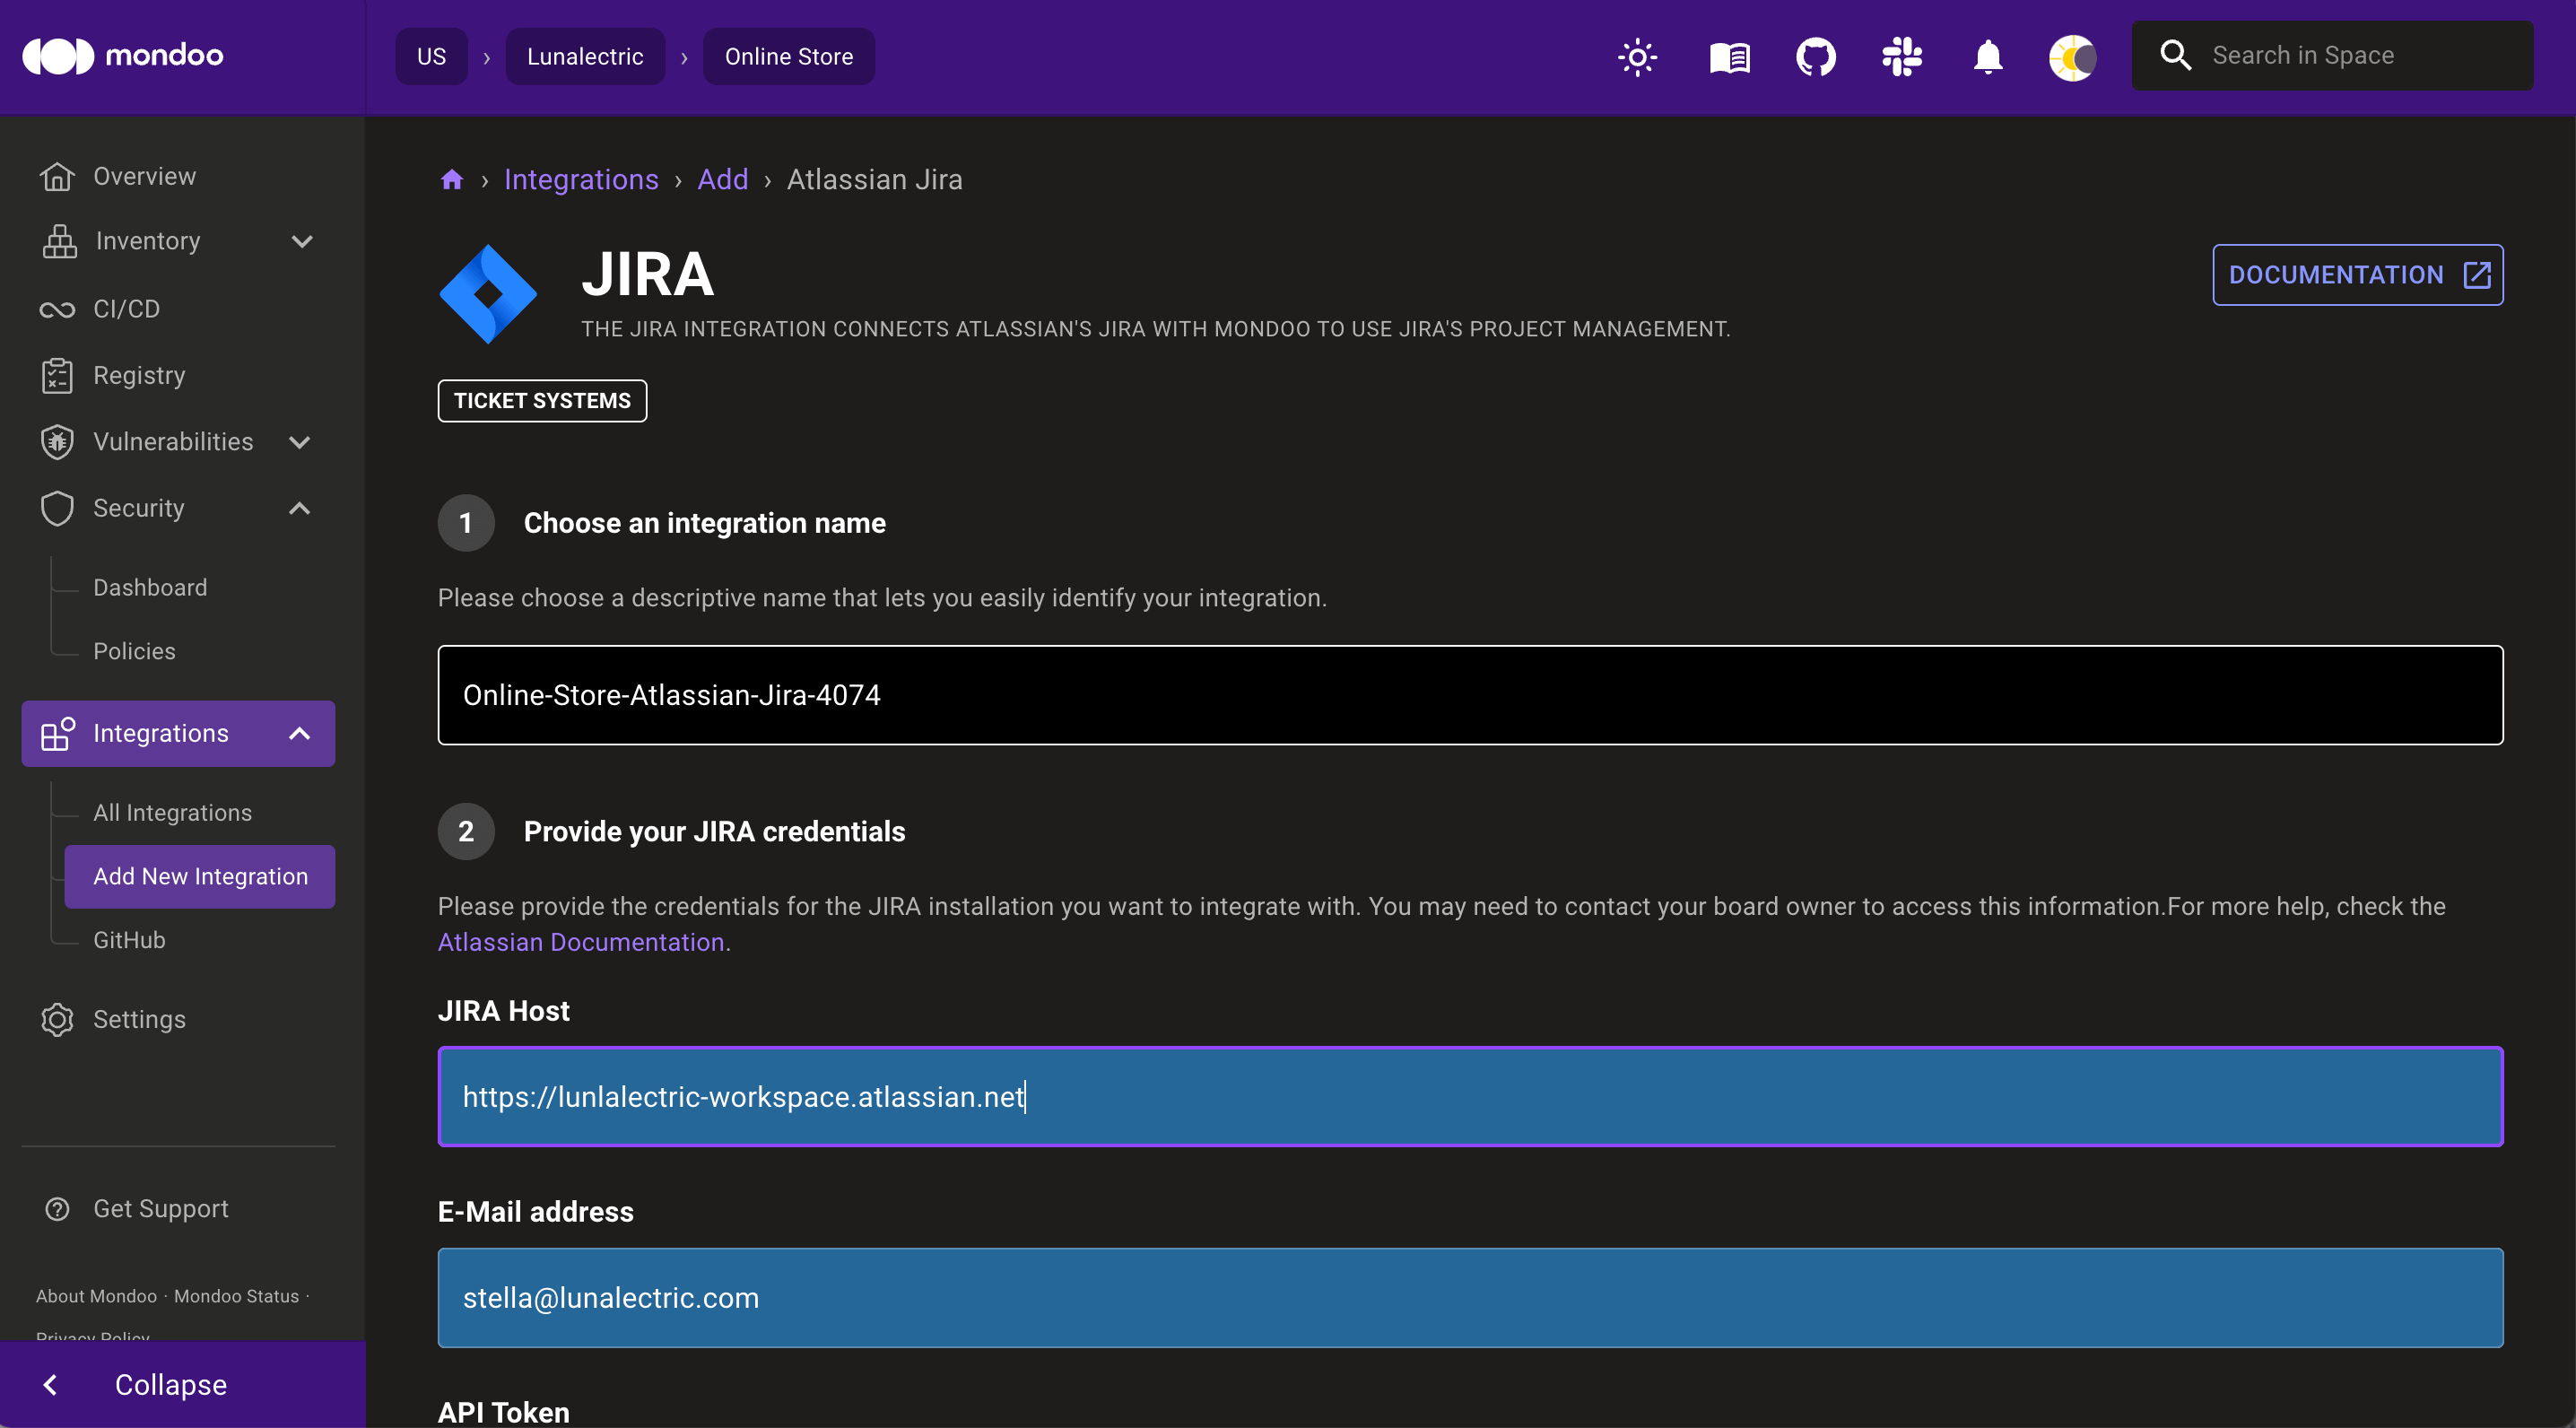 mondoo
US › Lunalectric › Online Store
Search in Space
Overview
Inventory
CI/CD
Registry
Vulnerabilities
Security
Dashboard
Policies
Integrations
All Integrations
Add New Integration
GitHub
Settings
Get Support
About Mondoo · Mondoo Status ·
Privacy Policy
Collapse
› Integrations › Add › Atlassian Jira
JIRA
DOCUMENTATION
THE JIRA INTEGRATION CONNECTS ATLASSIAN'S JIRA WITH MONDOO TO USE JIRA'S PROJECT MANAGEMENT.
TICKET SYSTEMS
1 Choose an integration name
Please choose a descriptive name that lets you easily identify your integration.
Online-Store-Atlassian-Jira-4074
2 Provide your JIRA credentials
Please provide the credentials for the JIRA installation you want to integrate with. You may need to contact your board owner to access this information.For more help, check the
Atlassian Documentation.
JIRA Host
https://lunlalectric-workspace.atlassian.net
E-Mail address
stella@lunalectric.com
API Token